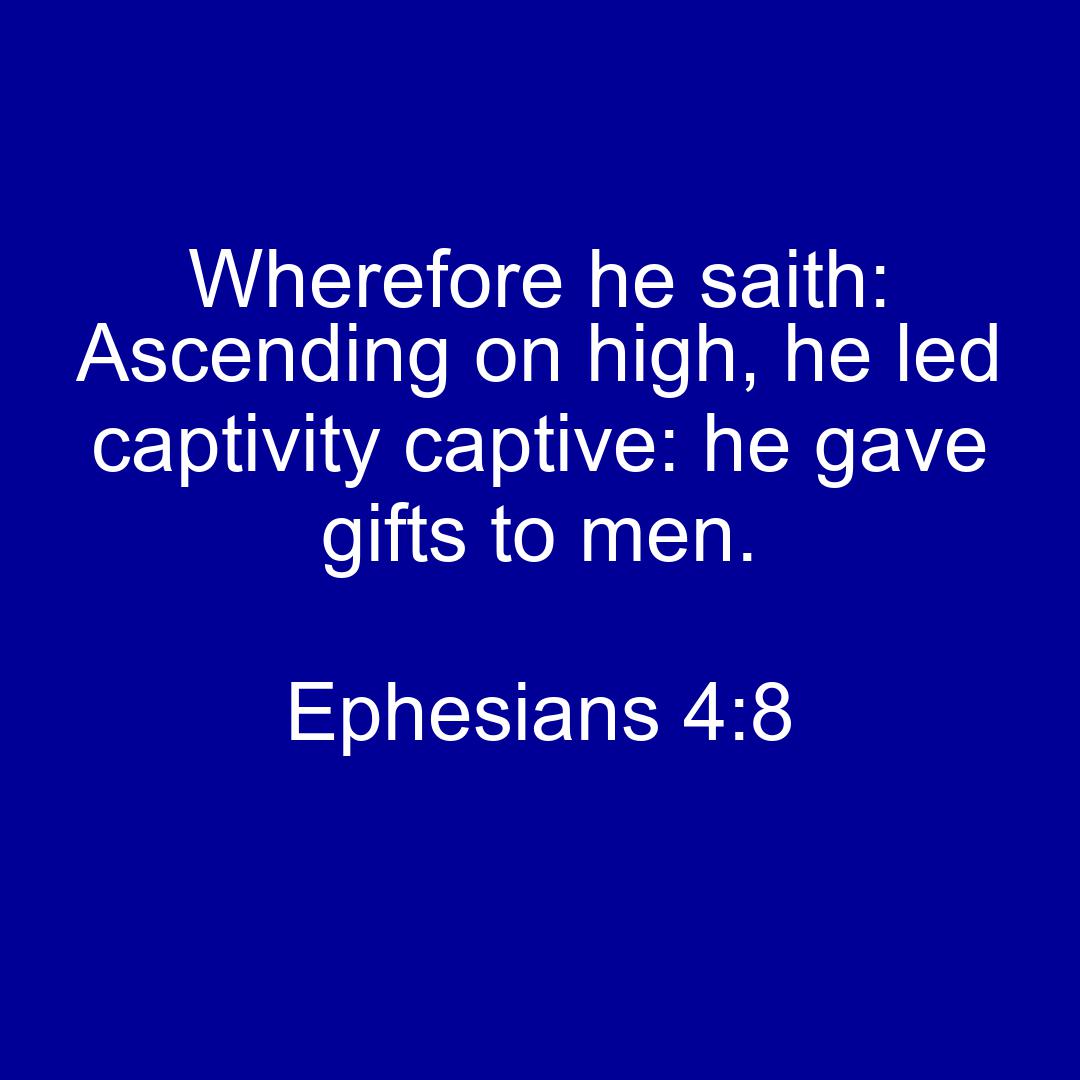 Wherefore he saith:
Ascending on high, he led
captivity captive: he gave
gifts to men.
Ephesians 4:8